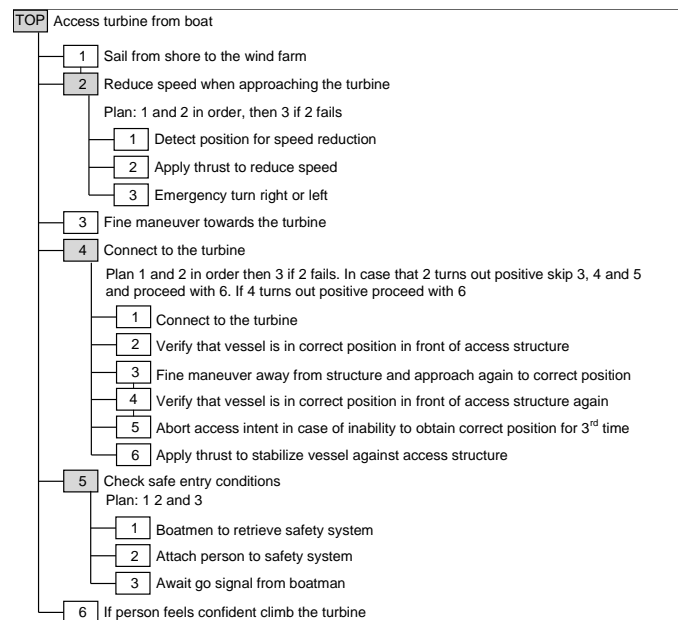 TOP Access turbine from boat
1 Sail from shore to the wind farm
2 Reduce speed when approaching the turbine
Plan: 1 and 2 in order, then 3 if 2 fails
1 Detect position for speed reduction
2 Apply thrust to reduce speed
3 Emergency turn right or left
3 Fine maneuver towards the turbine
4 Connect to the turbine
Plan 1 and 2 in order then 3 if 2 fails. In case that 2 turns out positive skip 3, 4 and 5
and proceed with 6. If 4 turns out positive proceed with 6
1 Connect to the turbine
2 Verify that vessel is in correct position in front of access structure
3 Fine maneuver away from structure and approach again to correct position
4 Verify that vessel is in correct position in front of access structure again
5 Abort access intent in case of inability to obtain correct position for 3rd time
6 Apply thrust to stabilize vessel against access structure
5 Check safe entry conditions
Plan: 1 2 and 3
1 Boatmen to retrieve safety system
2 Attach person to safety system
3 Await go signal from boatman
6 If person feels confident climb the turbine